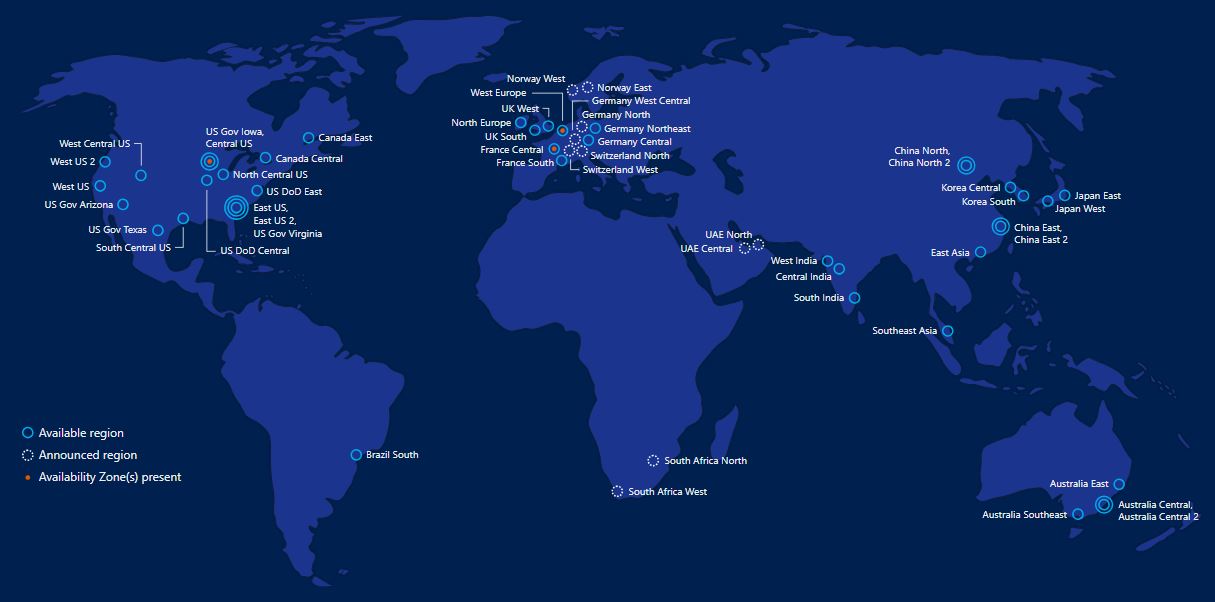 Norway West
Norway East
West Europe
Germany West Central
UK West
Germany North
North Europe
Germany Northeast
UK South
Germany Central
France Central
Switzerland North
France South
Switzerland West
US Gov Iowa,
Central US
Canada East
West Central US
Canada Central
West US 2
North Central US
West US
US DoD East
US Gov Arizona
East US,
East US 2,
US Gov Virginia
US Gov Texas
South Central US
US DoD Central
China North,
China North 2
Korea Central
Korea South
Japan East
Japan West
China East,
China East 2
East Asia
UAE North
UAE Central
West India
Central India
South India
Southeast Asia
Available region
Announced region
Availability Zone(s) present
Brazil South
South Africa North
South Africa West
Australia East
Australia Central,
Australia Central 2
Australia Southeast